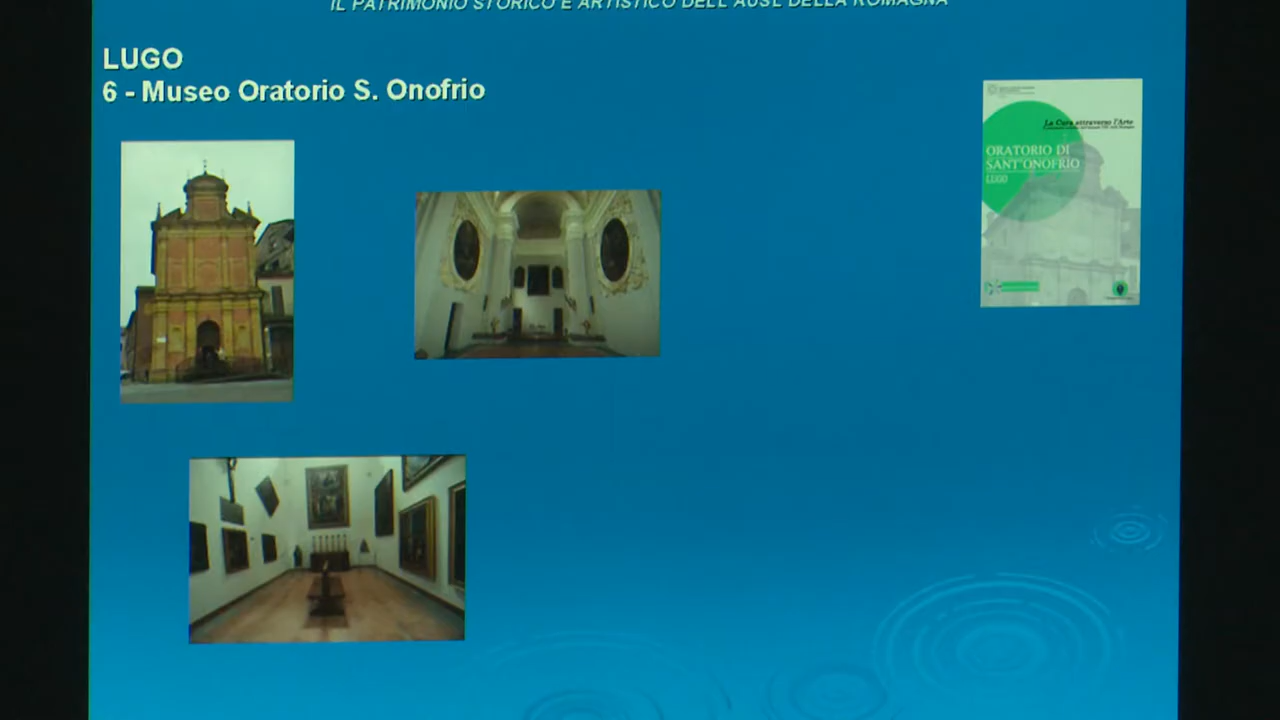 IL PATRIMONIO STORICO E ARTISTICO DELL'AUSL DELLA ROMAGNA
LUGO
6 - Museo Oratorio S. Onofrio
La Cura attraverso l'Arte
ORATORIO DI
SANT'ONOFRIO
LUGO